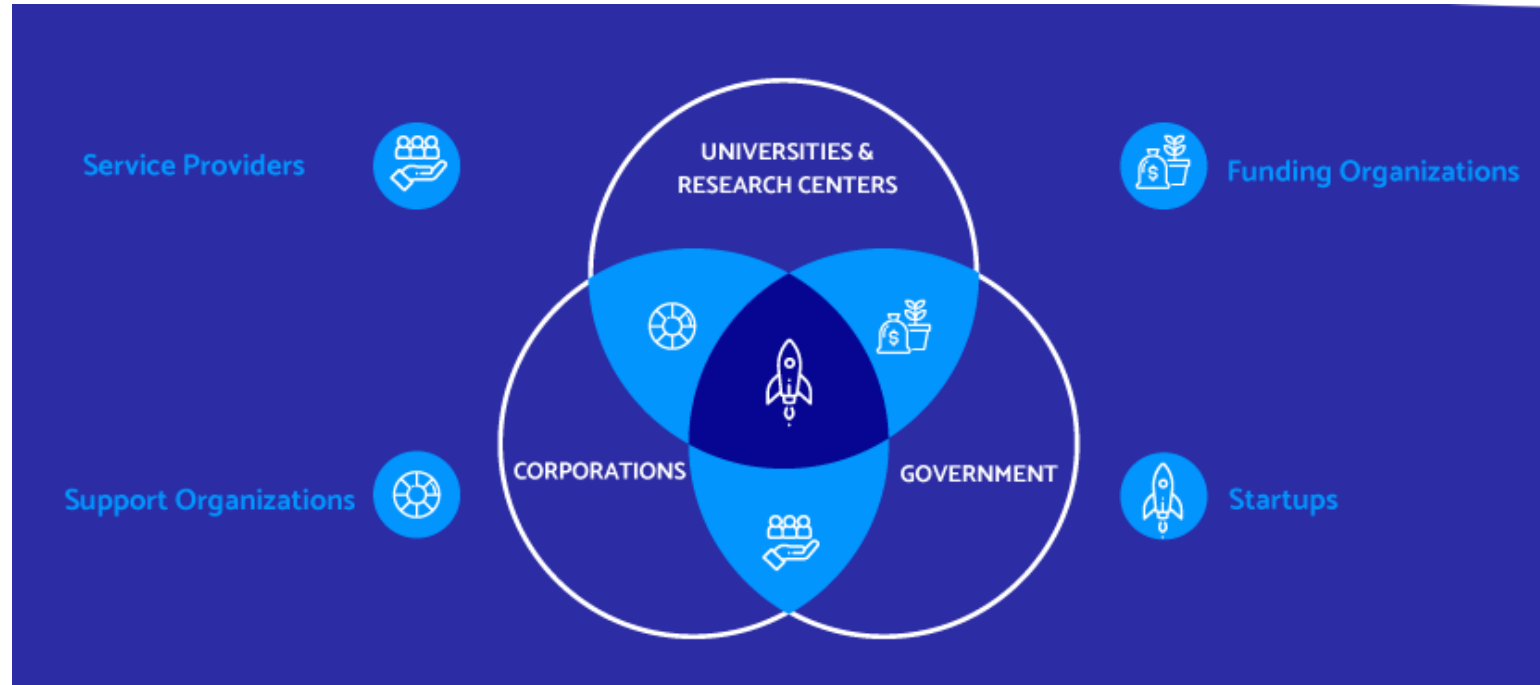 Service Providers
UNIVERSITIES &
RESEARCH CENTERS
Funding Organizations
CORPORATIONS
GOVERNMENT
Support Organizations
Startups